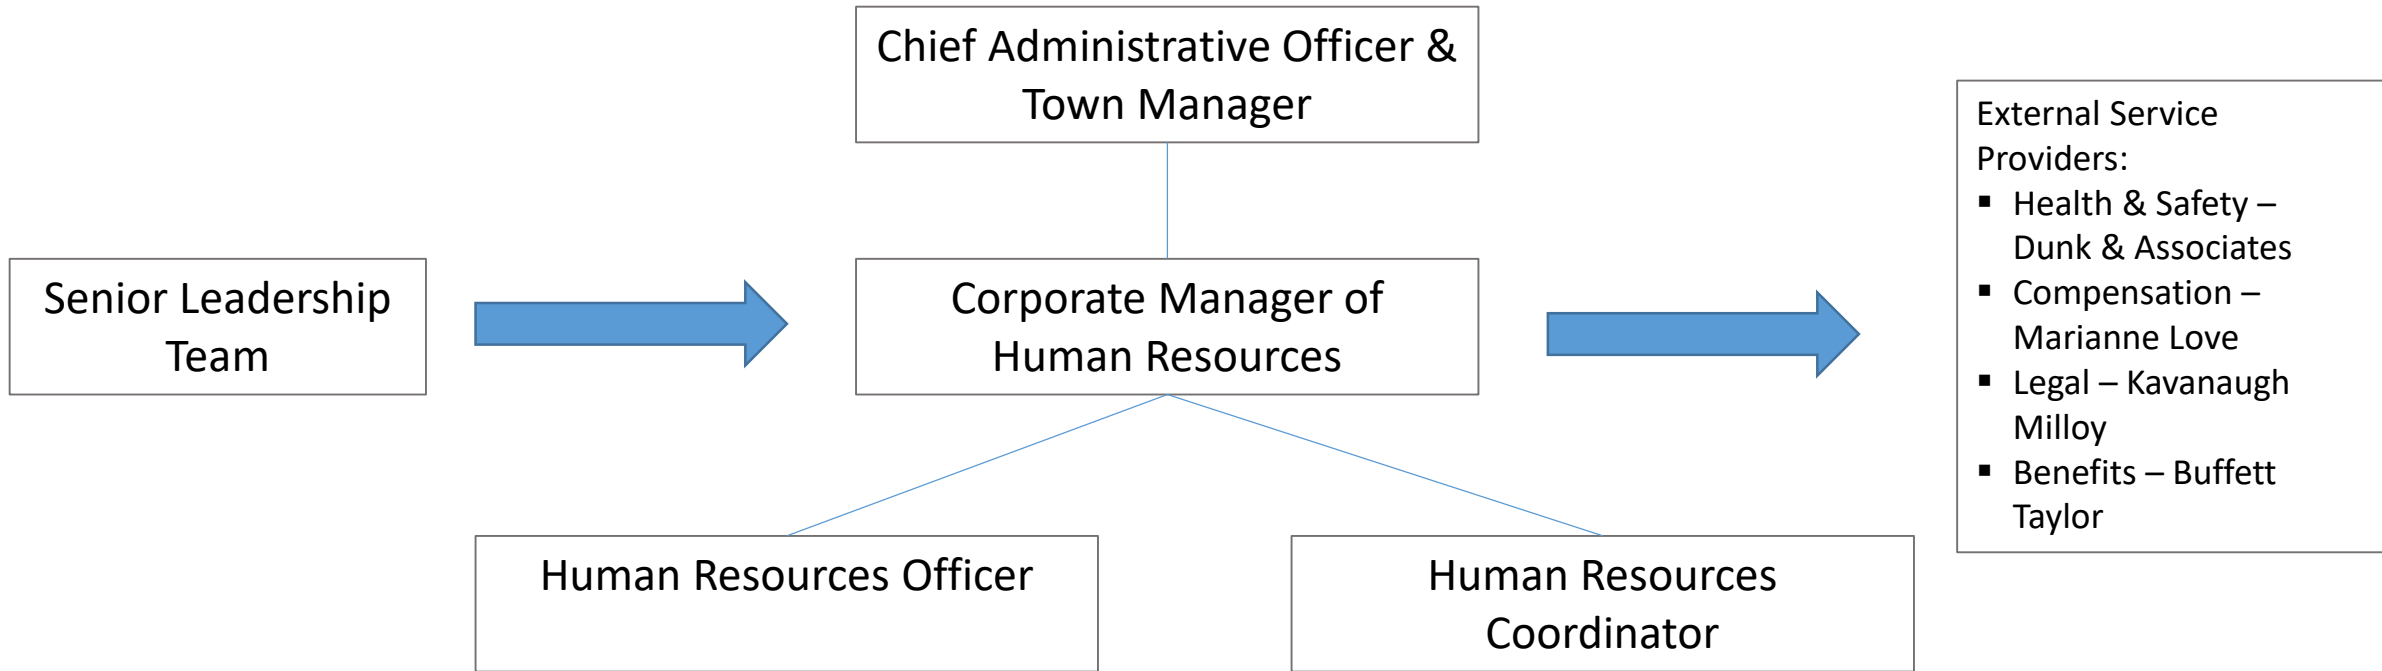 Chief Administrative Officer &
Town Manager
Senior Leadership
Team
Corporate Manager of
Human Resources
External Service
Providers:
▪ Health & Safety –
Dunk & Associates
▪ Compensation –
Marianne Love
▪ Legal – Kavanaugh
Milloy
▪ Benefits – Buffett
Taylor
Human Resources Officer
Human Resources
Coordinator